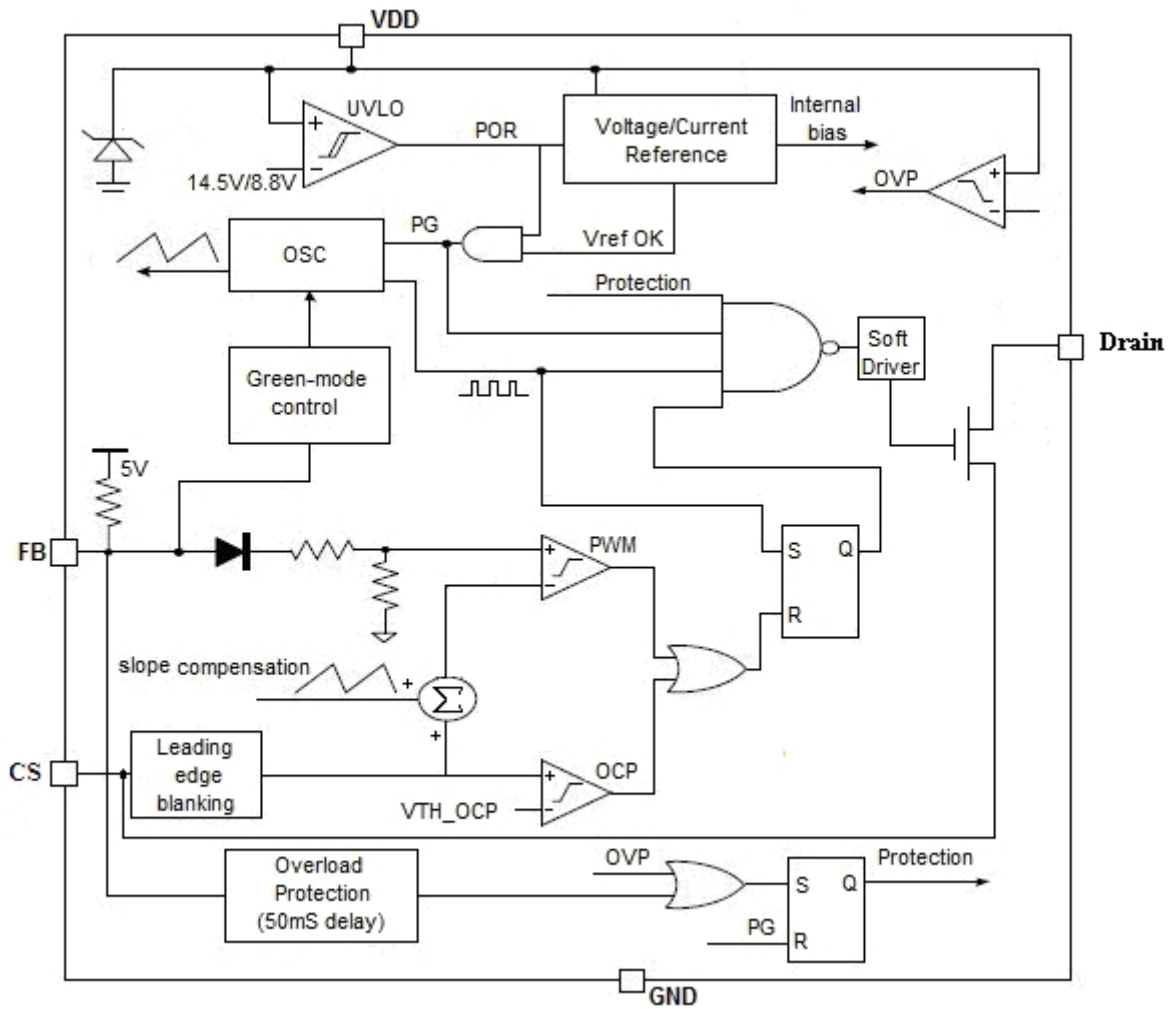 VDD
UVLO
14.5V/8.8V
POR
Voltage/Current
Reference
Internal
bias
OVP
+
−
+
−
PG
Vref OK
OSC
Protection
Soft
Driver
Drain
Green-mode
control
5V
FB
+
−
PWM
S
Q
R
slope compensation
+
Σ
+
CS
Leading
edge
blanking
+
−
OCP
VTH_OCP
Overload
Protection
(50mS delay)
OVP
PG
S
Q
R
Protection
GND